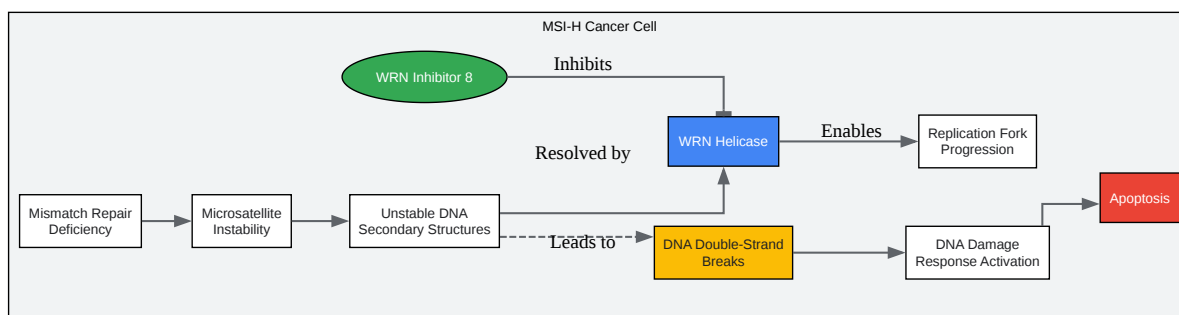 MSI-H Cancer Cell
Inhibits
WRN Inhibitor 8
WRN Helicase
Enables
Replication Fork
Progression
Resolved by
Mismatch Repair
Deficiency
Microsatellite
Instability
Unstable DNA
Secondary Structures
Leads to
DNA Double-Strand
Breaks
DNA Damage
Response Activation
Apoptosis